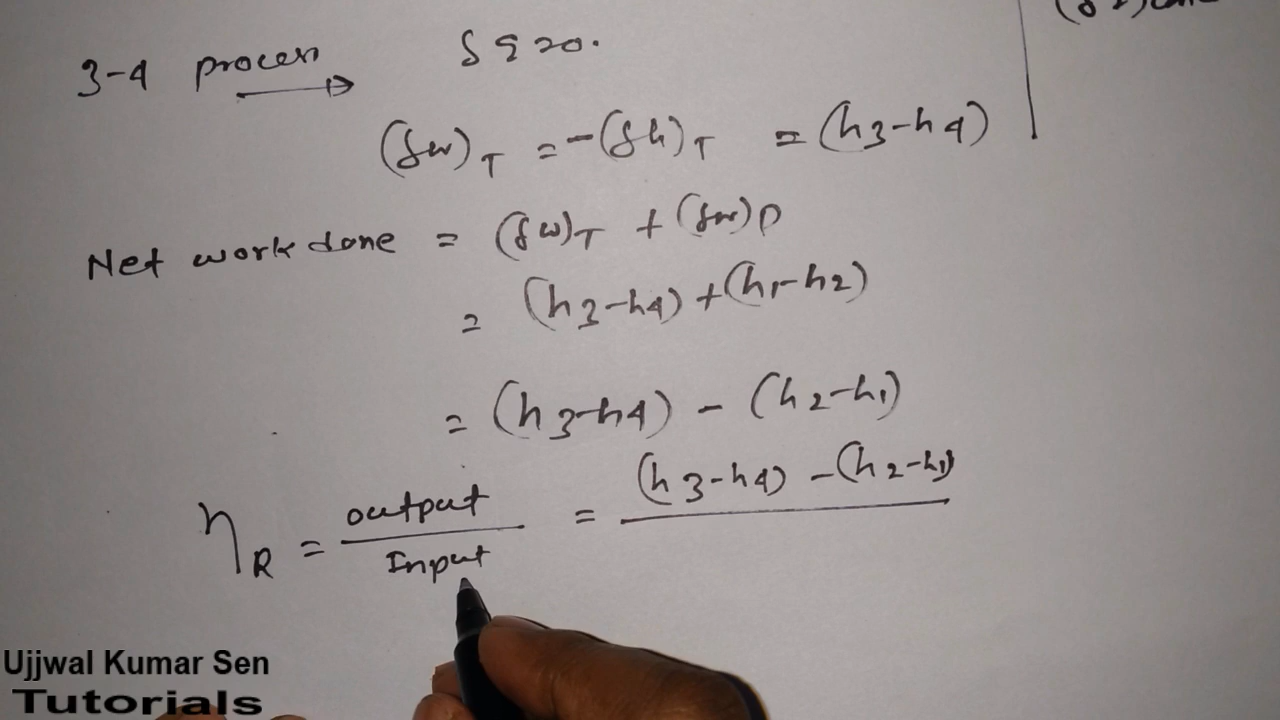 3-4 process → δq=0.
(δw)T = -(δh)T = (h3-h4)
Net work done = (δw)T + (δw)P
= (h3-h4) + (h1-h2)
= (h3-h4) - (h2-h1)
ηR = output / Input = (h3-h4) - (h2-h1)
Ujjwal Kumar Sen
Tutorials